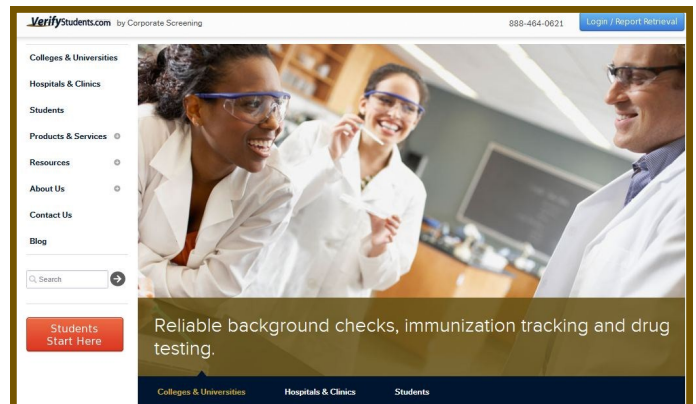 VerifyStudents.com by Corporate Screening
888-464-0621
Login / Report Retrieval
Colleges & Universities
Hospitals & Clinics
Students
Products & Services
Resources
About Us
Contact Us
Blog
Search
Students
Start Here
Reliable background checks, immunization tracking and drug
testing.
Colleges & Universities Hospitals & Clinics Students